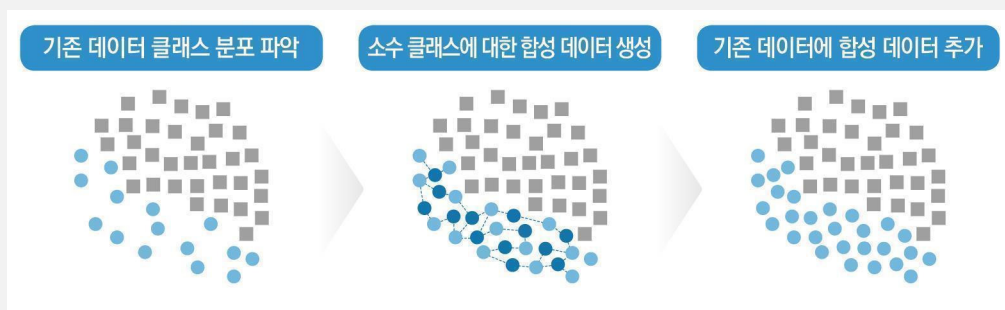 기존 데이터 클래스 분포 파악
소수 클래스에 대한 합성 데이터 생성
기존 데이터에 합성 데이터 추가